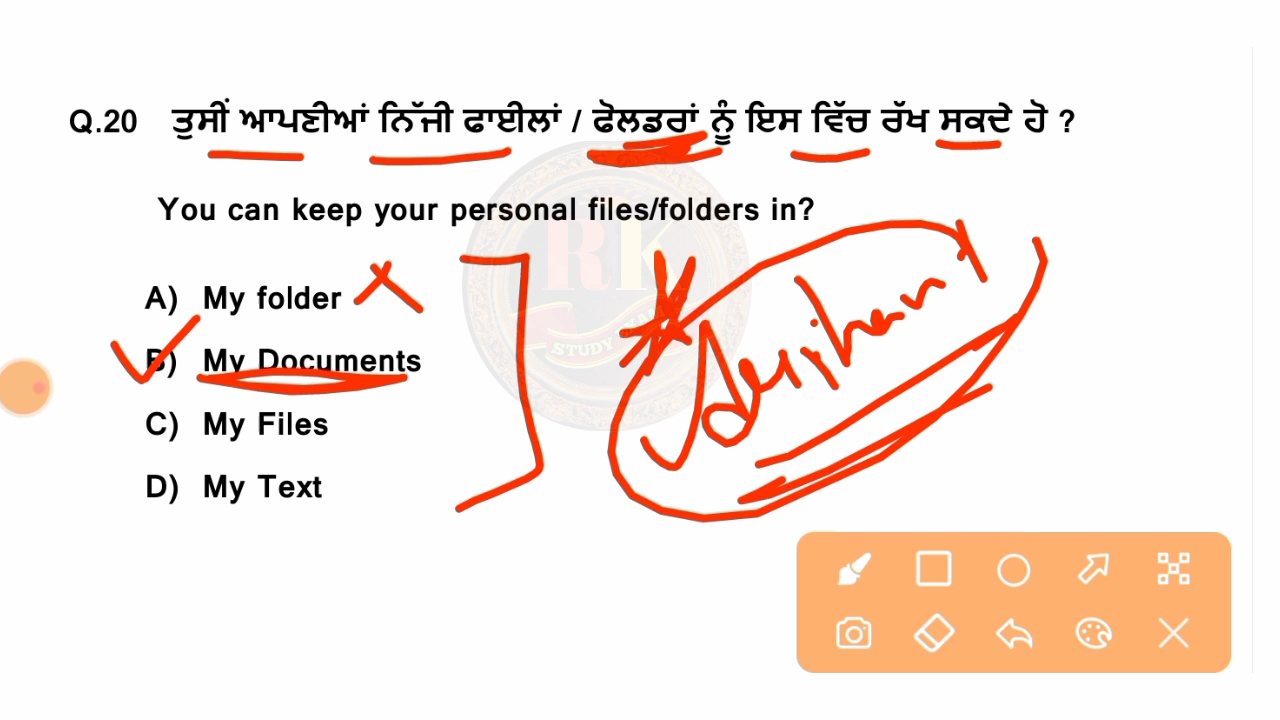 Q.20 ਤੁਸੀਂ ਆਪਣੀਆਂ ਨਿੱਜੀ ਫਾਈਲਾਂ / ਫੋਲਡਰਾਂ ਨੂੰ ਇਸ ਵਿੱਚ ਰੱਖ ਸਕਦੇ ਹੋ ?
You can keep your personal files/folders in?
A) My folder
B) My Documents
C) My Files
D) My Text
RK